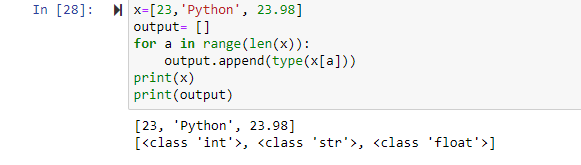 In [28]: x=[23,'Python', 23.98]
output= []
for a in range(len(x)):
    output.append(type(x[a]))
print(x)
print(output)
[23, 'Python', 23.98]
[<class 'int'>, <class 'str'>, <class 'float'>]